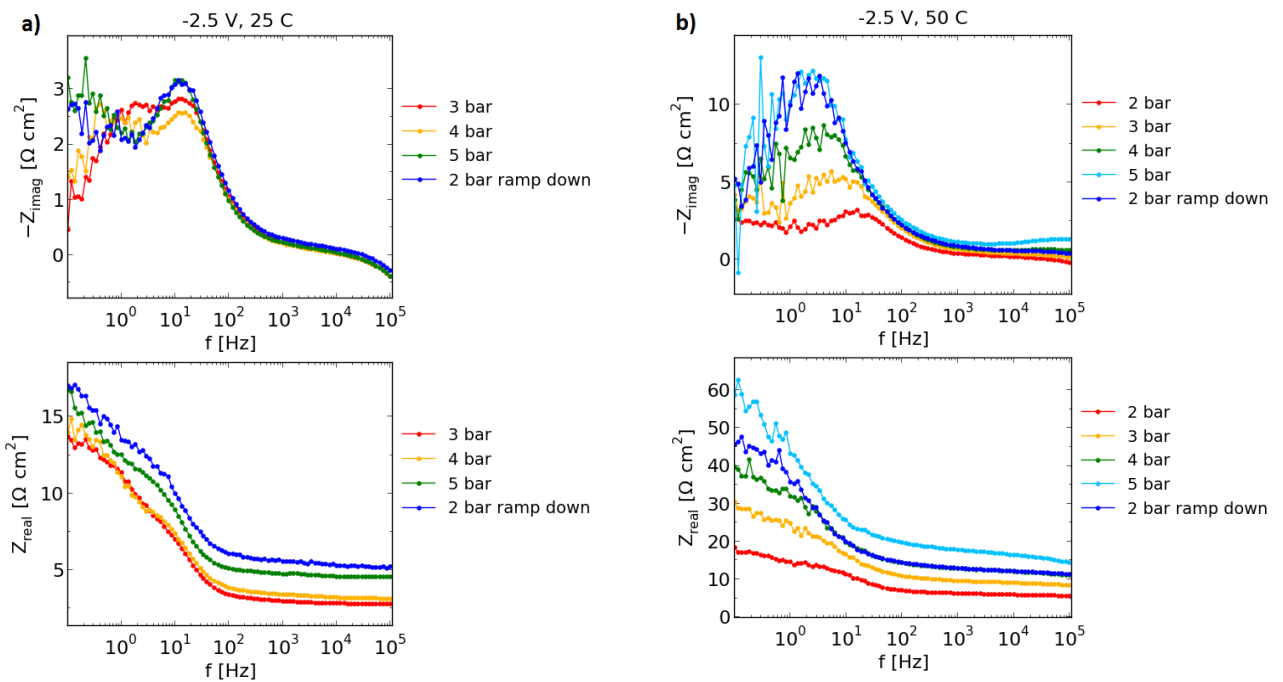 a)
-2.5 V, 25 C
−Z_imag [Ω cm²]
3
2
1
0
10⁰ 10¹ 10² 10³ 10⁴ 10⁵
f [Hz]
3 bar
4 bar
5 bar
2 bar ramp down
Z_real [Ω cm²]
15
10
5
10⁰ 10¹ 10² 10³ 10⁴ 10⁵
f [Hz]
3 bar
4 bar
5 bar
2 bar ramp down
b)
-2.5 V, 50 C
−Z_imag [Ω cm²]
10
5
0
10⁰ 10¹ 10² 10³ 10⁴ 10⁵
f [Hz]
2 bar
3 bar
4 bar
5 bar
2 bar ramp down
Z_real [Ω cm²]
60
50
40
30
20
10
0
10⁰ 10¹ 10² 10³ 10⁴ 10⁵
f [Hz]
2 bar
3 bar
4 bar
5 bar
2 bar ramp down